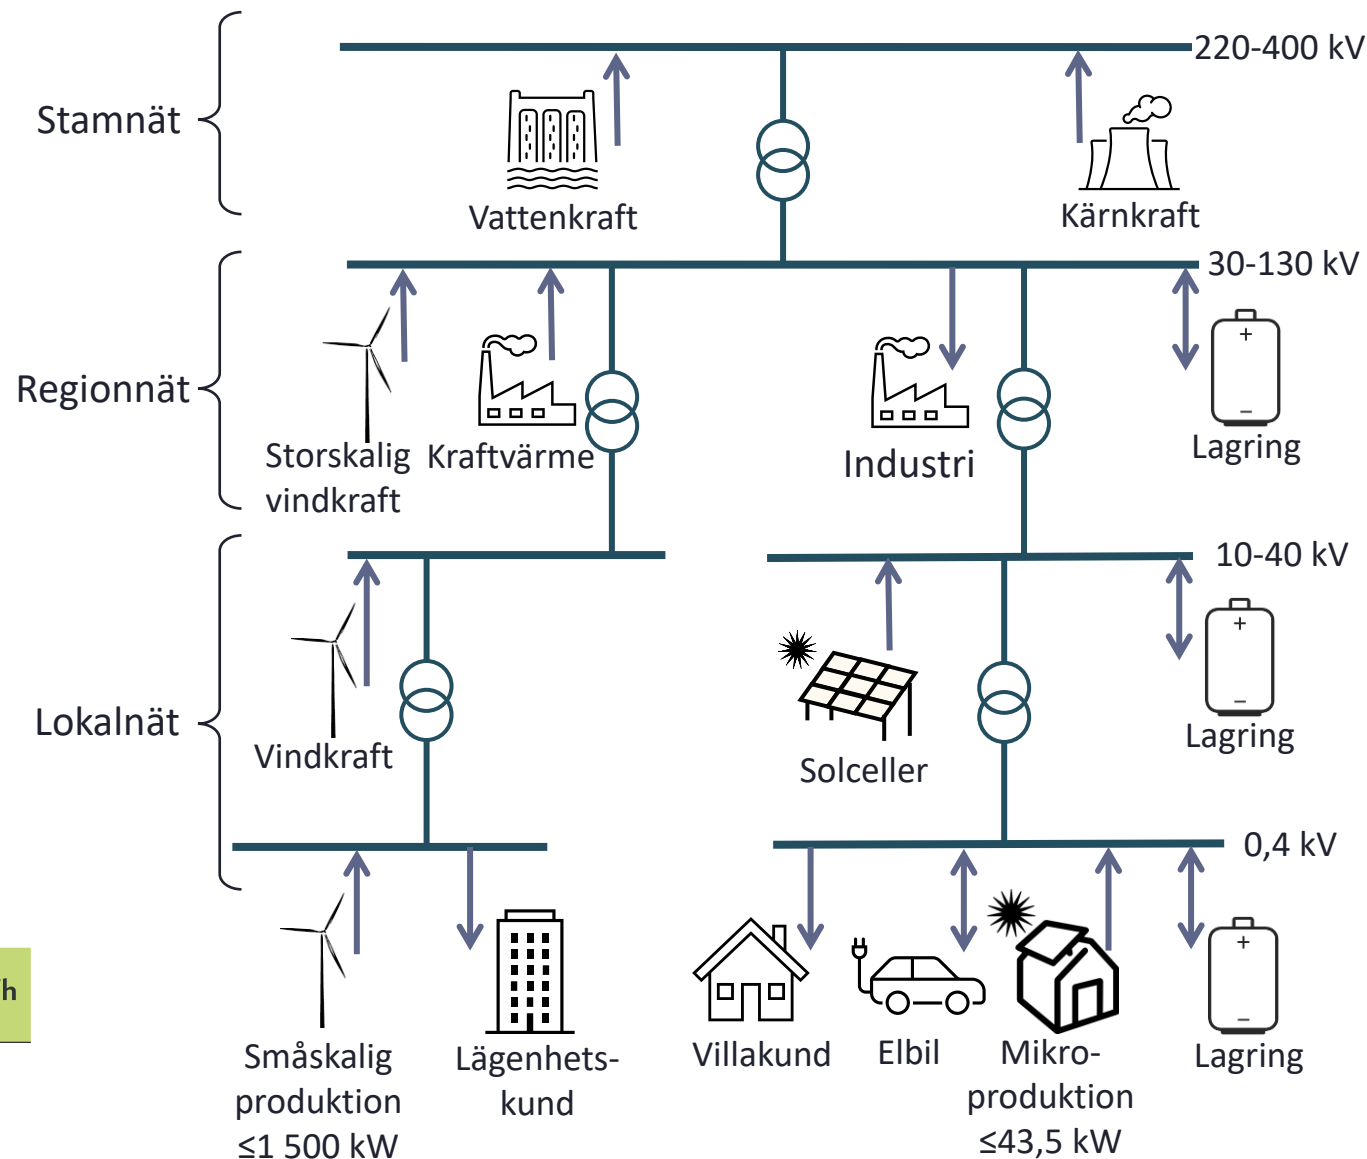 220-400 kV
Stamnät
Vattenkraft
Kärnkraft
30-130 kV
Regionnät
Storskalig
vindkraft
Kraftvärme
Industri
+
−
Lagring
10-40 kV
Lokalnät
Vindkraft
Solceller
+
−
Lagring
0,4 kV
h
Småskalig
produktion
≤1 500 kW
Lägenhets-
kund
Villakund
Elbil
Mikro-
produktion
≤43,5 kW
+
−
Lagring